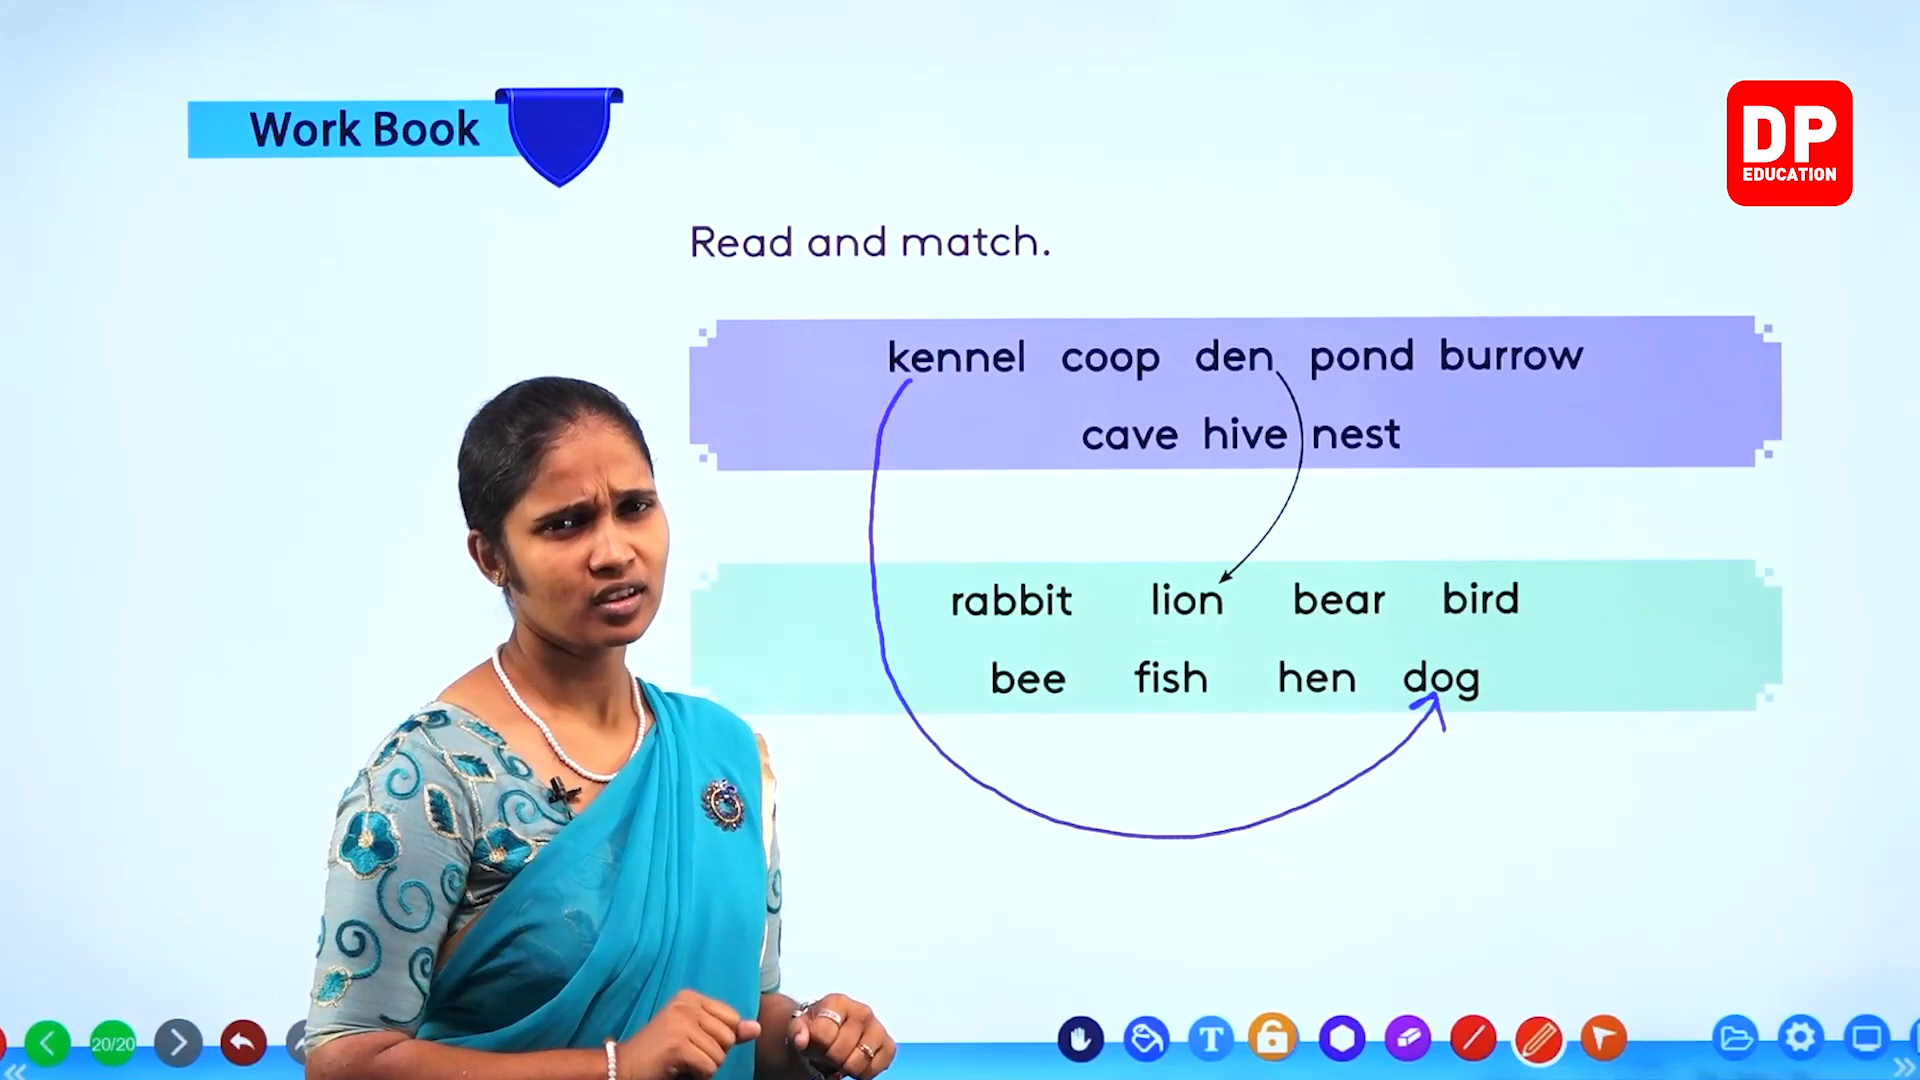 Work Book
DP
EDUCATION
Read and match.
kennel coop den pond burrow
cave hive nest
rabbit lion bear bird
bee fish hen dog
20/20
T